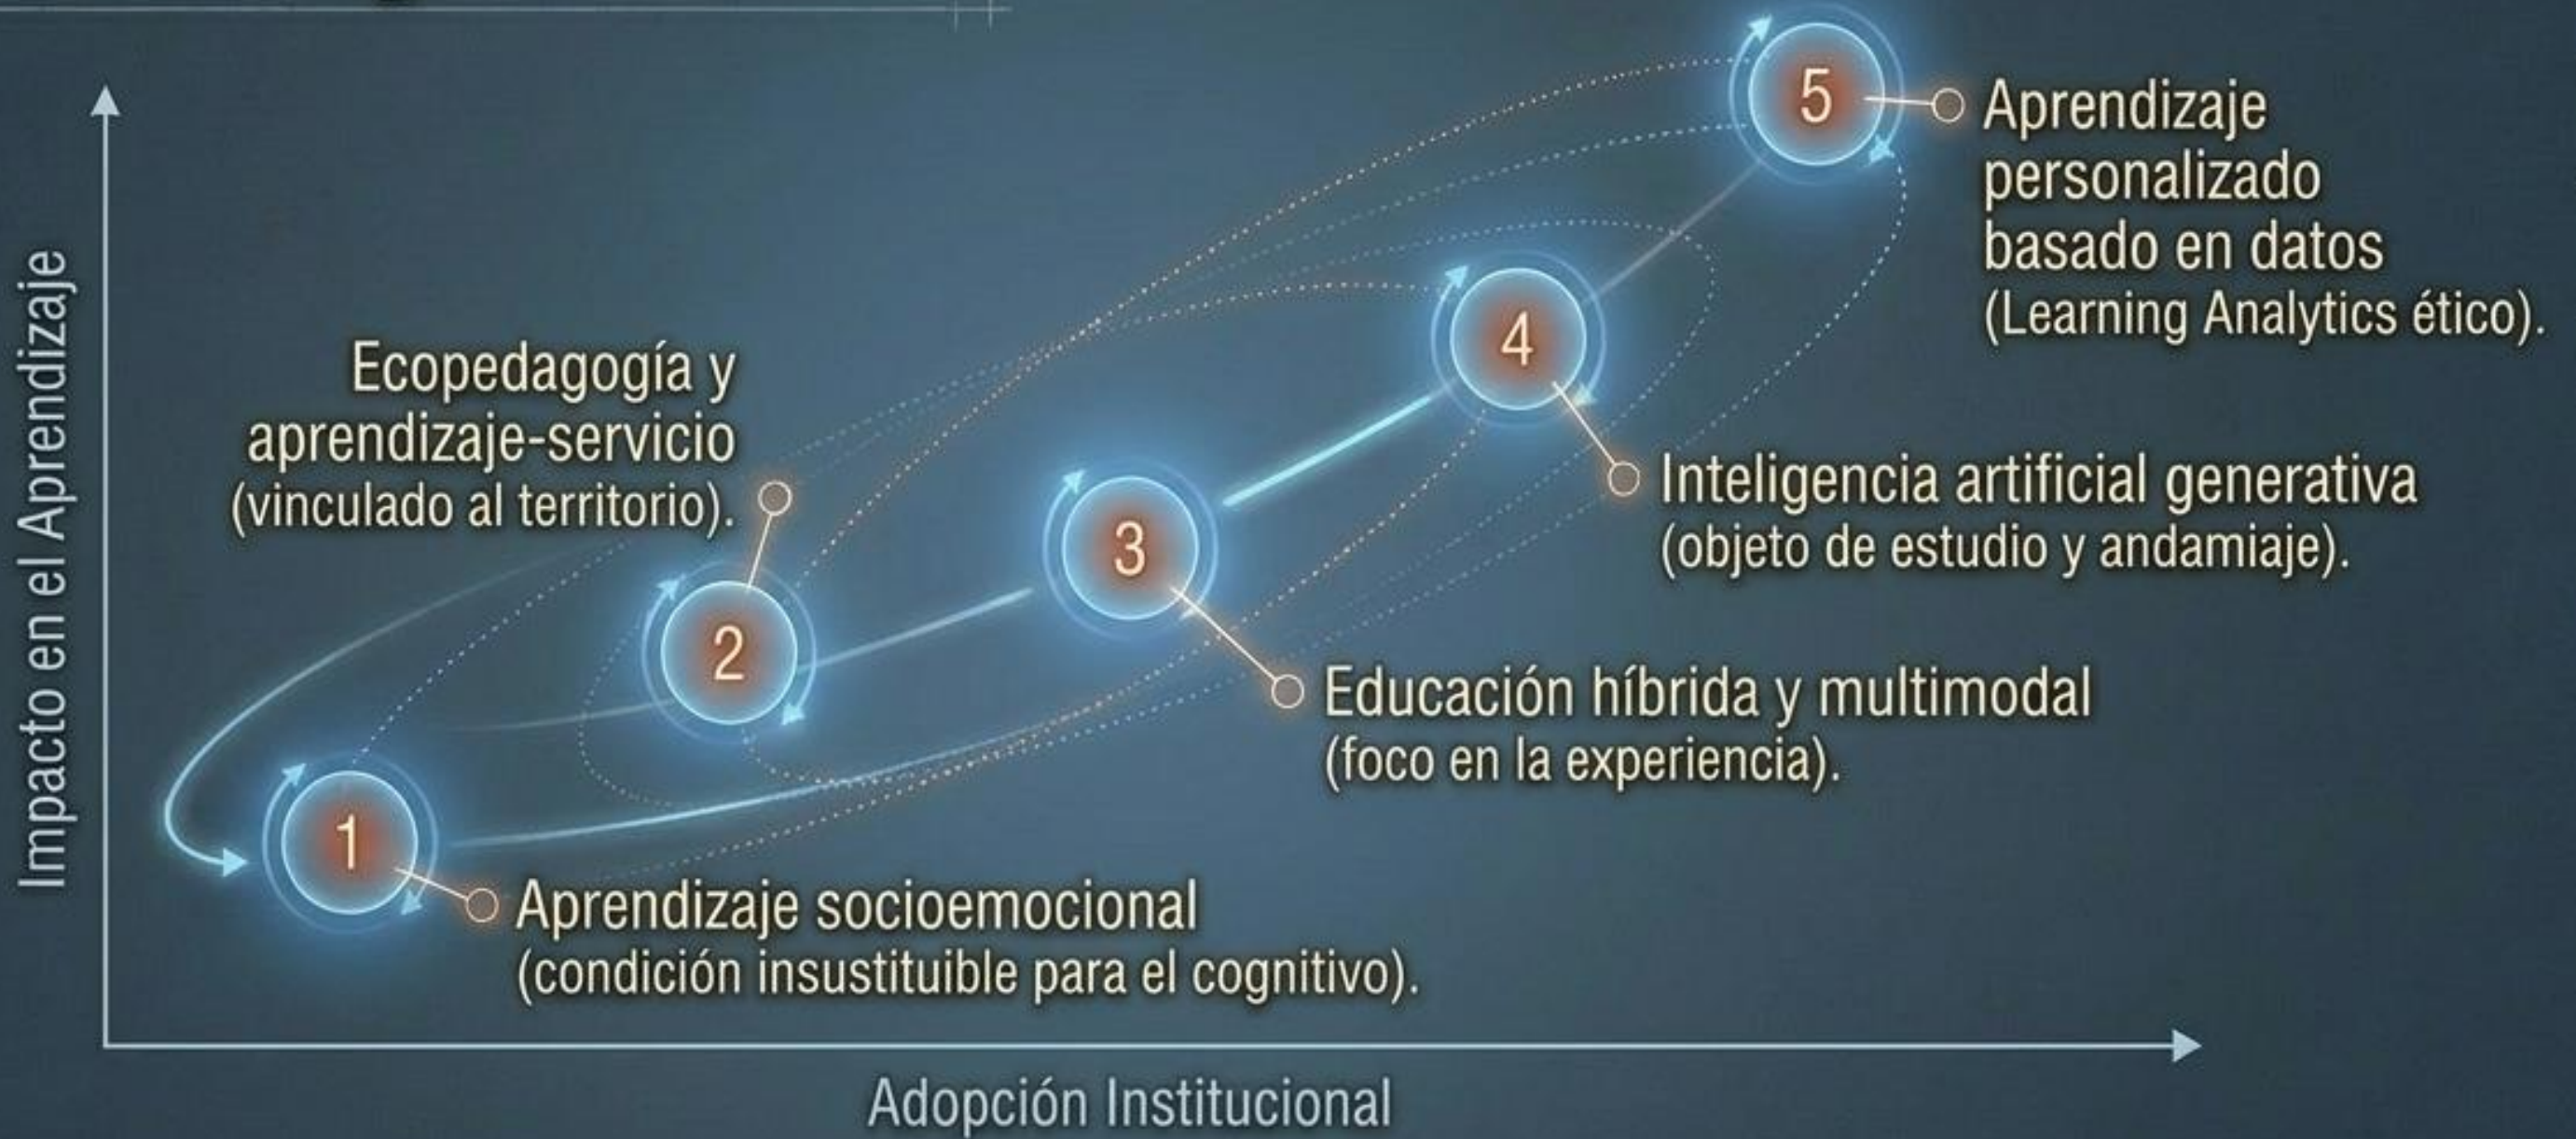 5
Aprendizaje
personalizado
basado en datos
(Learning Analytics ético).
4
Inteligencia artificial generativa
(objeto de estudio y andamiaje).
Ecopedagogía y
aprendizaje-servicio
(vinculado al territorio).
2
3
Educación híbrida y multimodal
(foco en la experiencia).
1
Aprendizaje socioemocional
(condición insustituible para el cognitivo).
Impacto en el Aprendizaje
Adopción Institucional